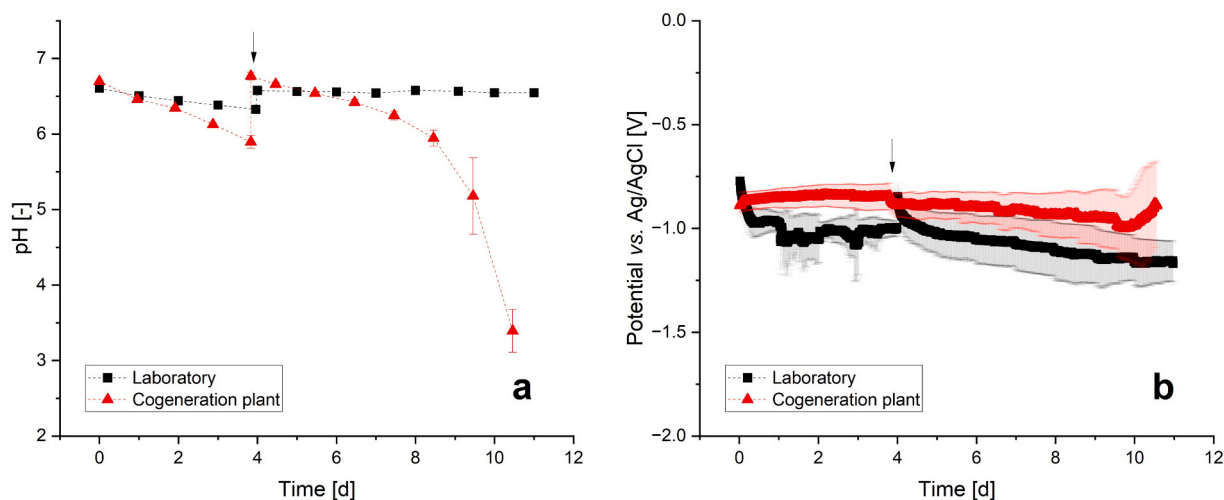 7
6
5
4
3
2
0
2
4
6
8
10
12
pH [-]
Time [d]
Laboratory
Cogeneration plant
a
0.0
−0.5
−1.0
−1.5
−2.0
0
2
4
6
8
10
12
Potential vs. Ag/AgCl [V]
Time [d]
Laboratory
Cogeneration plant
b